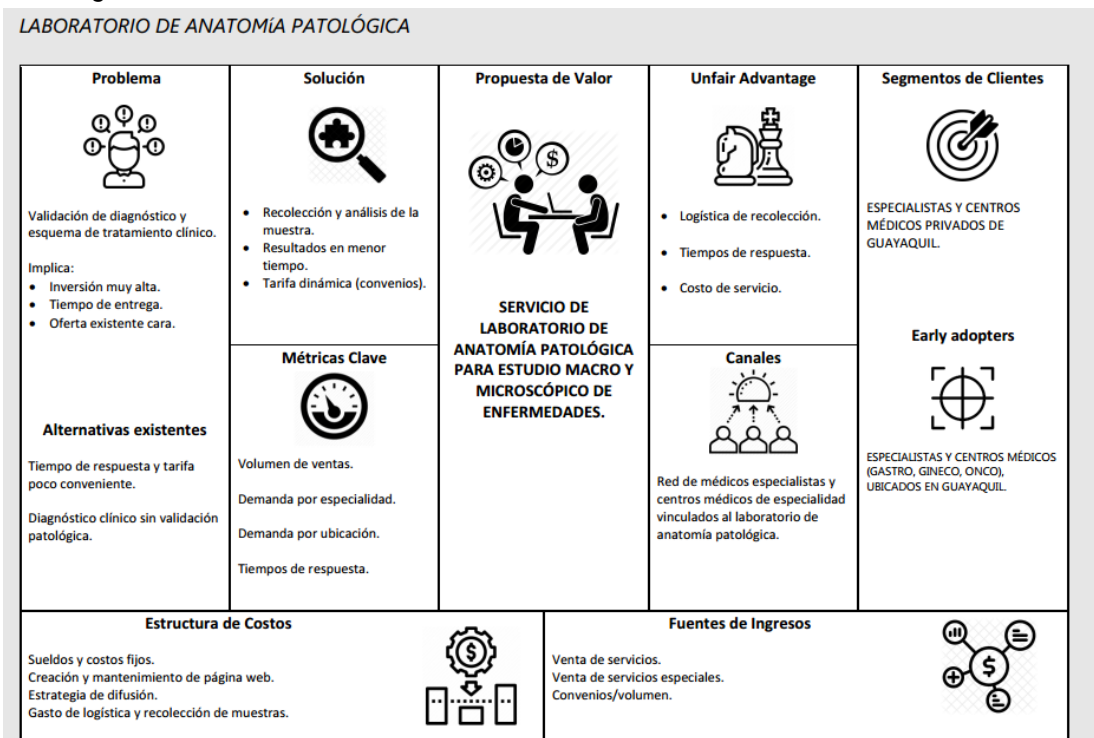 LABORATORIO DE ANATOMÍA PATOLÓGICA
Problema
Validación de diagnóstico y
esquema de tratamiento clínico.
Implica:
• Inversión muy alta.
• Tiempo de entrega.
• Oferta existente cara.
Alternativas existentes
Tiempo de respuesta y tarifa
poco conveniente.
Diagnóstico clínico sin validación
patológica.
Solución
• Recolección y análisis de la
muestra.
• Resultados en menor
tiempo.
• Tarifa dinámica (convenios).
Métricas Clave
Volumen de ventas.
Demanda por especialidad.
Demanda por ubicación.
Tiempos de respuesta.
Propuesta de Valor
$
SERVICIO DE
LABORATORIO DE
ANATOMÍA PATOLÓGICA
PARA ESTUDIO MACRO Y
MICROSCÓPICO DE
ENFERMEDADES.
Unfair Advantage
• Logística de recolección.
• Tiempos de respuesta.
• Costo de servicio.
Canales
Red de médicos especialistas y
centros médicos de especialidad
vinculados al laboratorio de
anatomía patológica.
Segmentos de Clientes
ESPECIALISTAS Y CENTROS
MÉDICOS PRIVADOS DE
GUAYAQUIL.
Early adopters
ESPECIALISTAS Y CENTROS MÉDICOS
(GASTRO, GINECO, ONCO),
UBICADOS EN GUAYAQUIL.
Estructura de Costos
Sueldos y costos fijos.
Creación y mantenimiento de página web.
Estrategia de difusión.
Gasto de logística y recolección de muestras.
$
Fuentes de Ingresos
Venta de servicios.
Venta de servicios especiales.
Convenios/volumen.
$